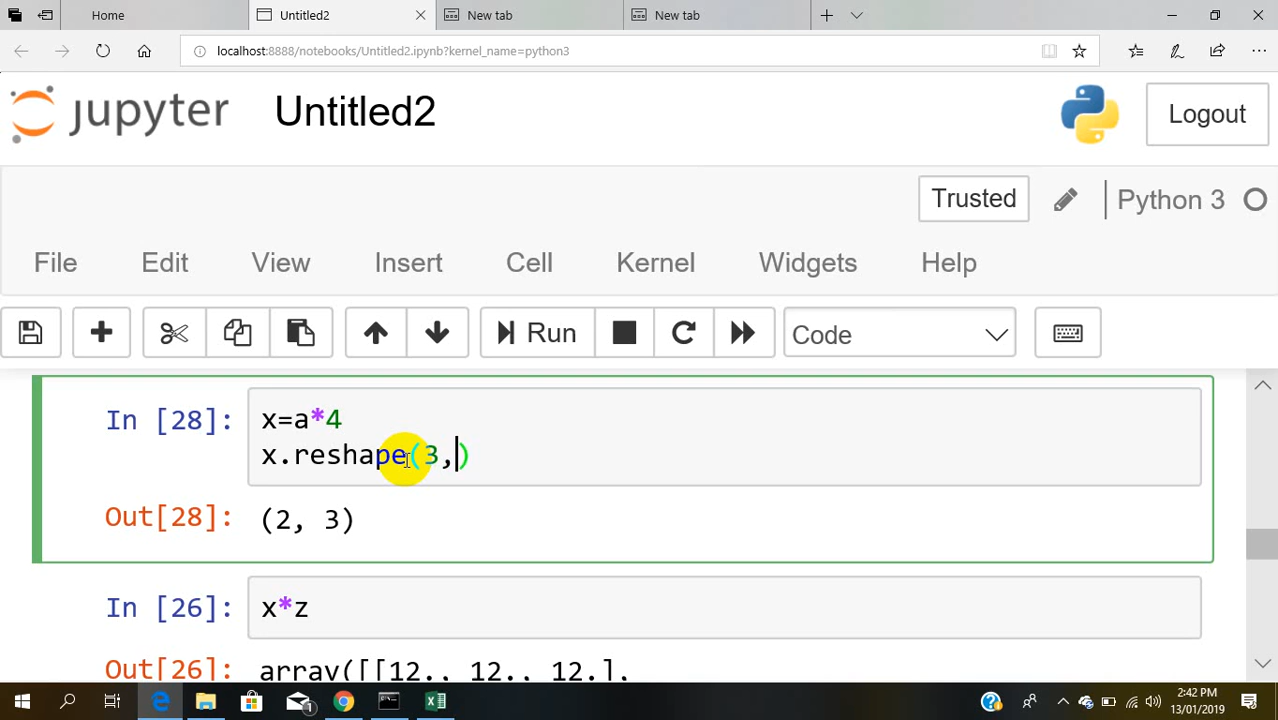 Home
Untitled2
New tab
New tab
localhost:8888/notebooks/Untitled2.ipynb?kernel_name=python3
jupyter
Untitled2
Logout
Trusted
Python 3
File Edit View Insert Cell Kernel Widgets Help
Run
Code
In [28]:
x=a*4
x.reshape(3,)
Out[28]:
(2, 3)
In [26]:
x*z
Out[26]:
array([[12., 12., 12.],
1
2:42 PM
13/01/2019